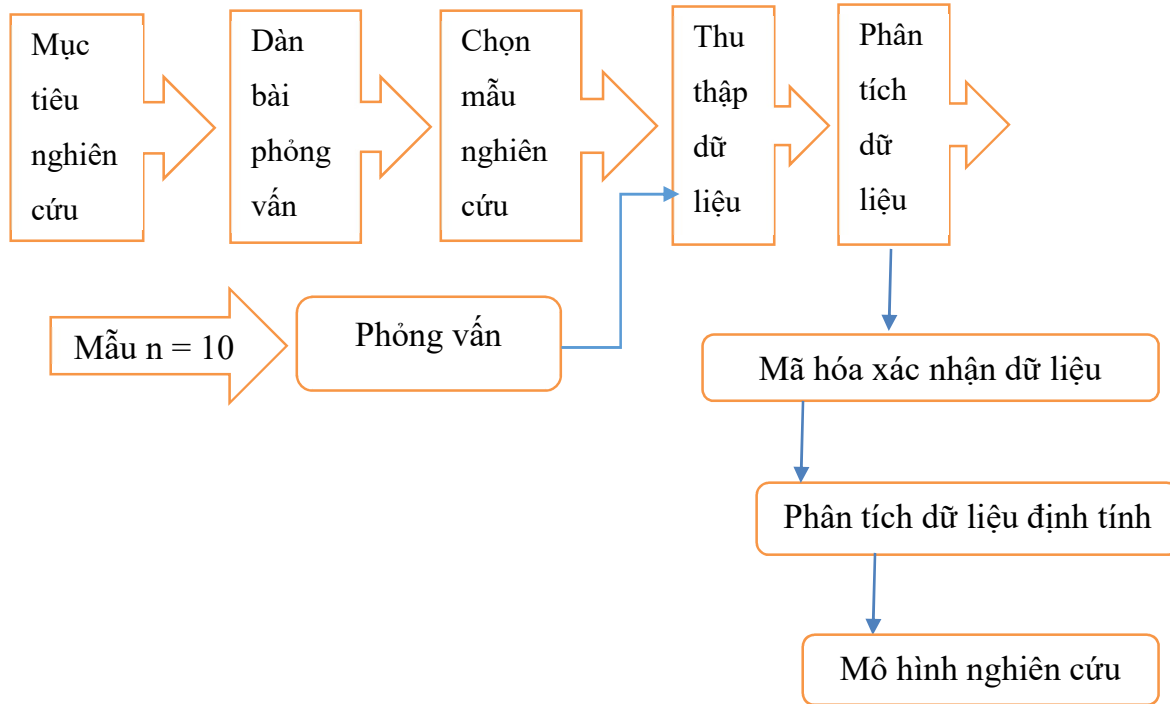 Mục
tiêu
nghiên
cứu
Dàn
bài
phỏng
vấn
Chọn
mẫu
nghiên
cứu
Thu
thập
dữ
liệu
Phân
tích
dữ
liệu
Mẫu n = 10
Phỏng vấn
Mã hóa xác nhận dữ liệu
Phân tích dữ liệu định tính
Mô hình nghiên cứu